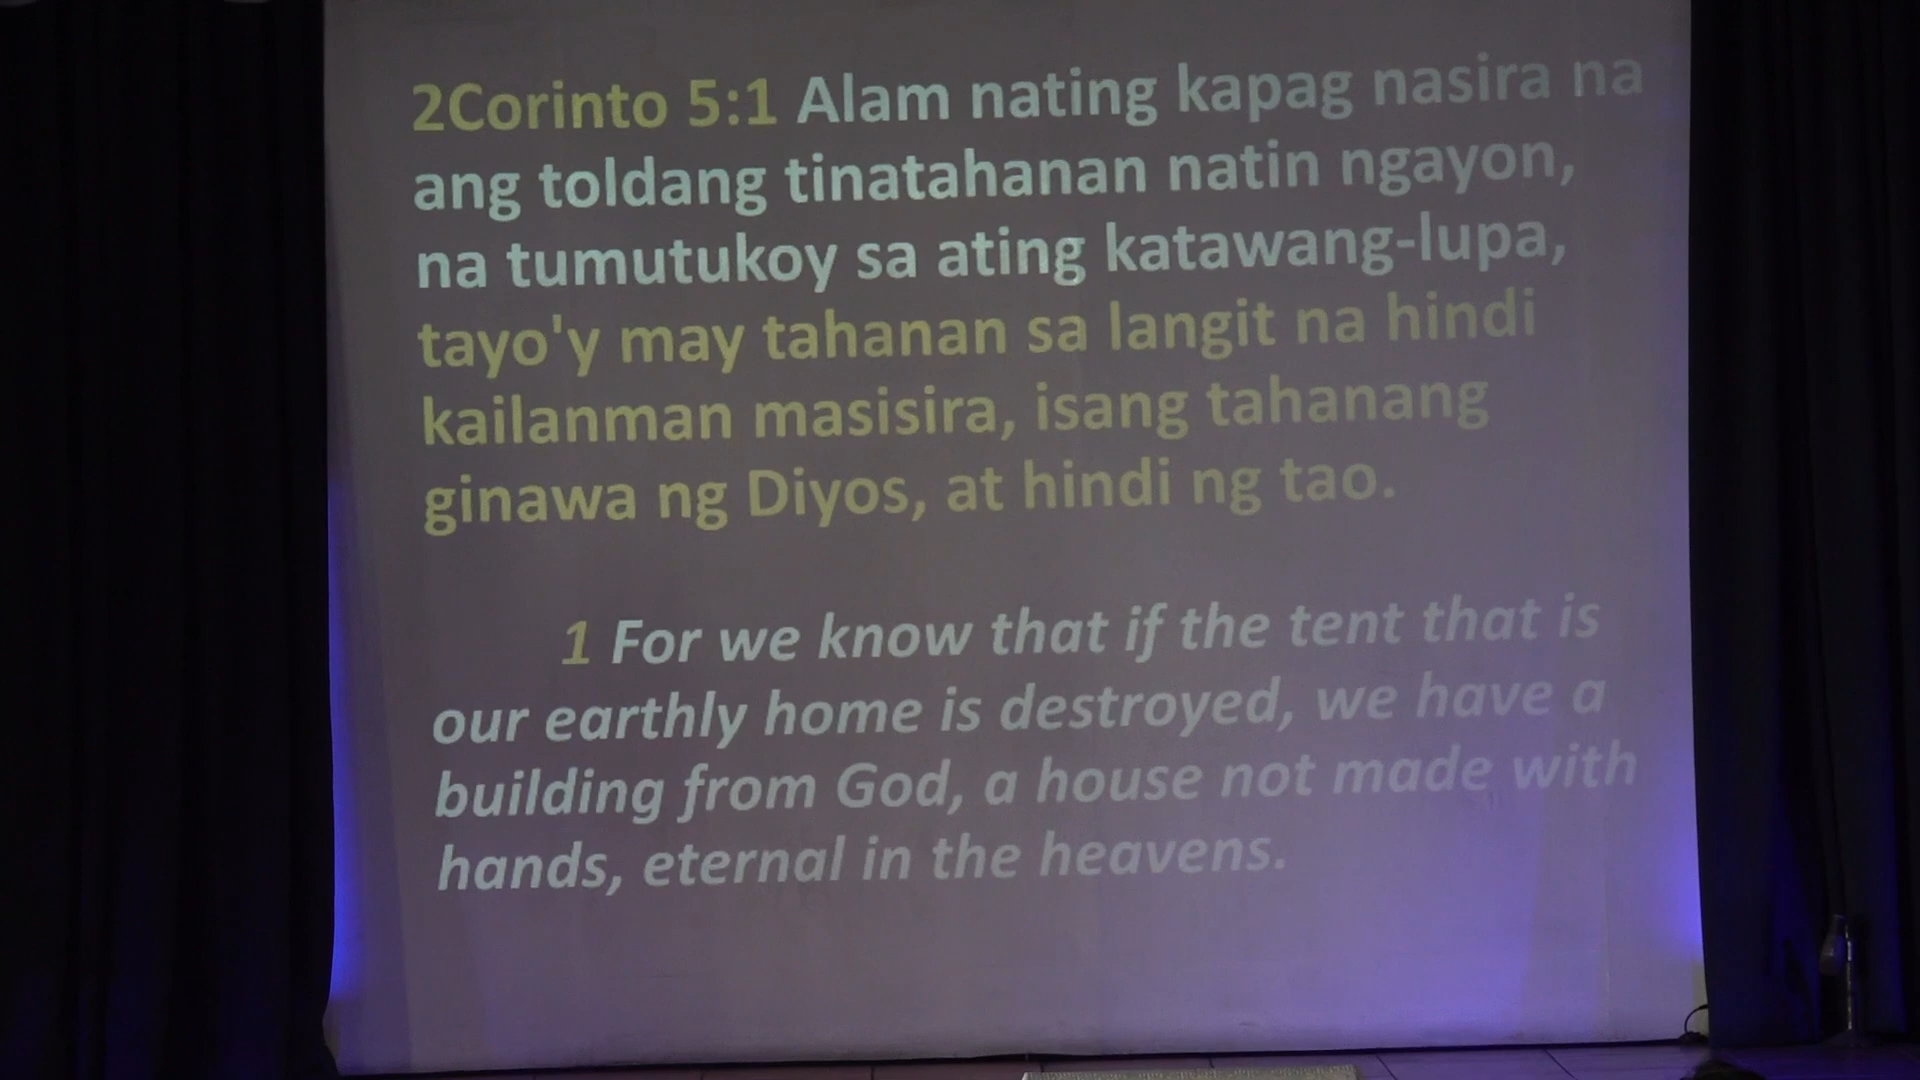 2Corinto 5:1 Alam nating kapag nasira na
ang toldang tinatahanan natin ngayon,
na tumutukoy sa ating katawang-lupa,
tayo'y may tahanan sa langit na hindi
kailanman masisira, isang tahanang
ginawa ng Diyos, at hindi ng tao.
1 For we know that if the tent that is
our earthly home is destroyed, we have a
building from God, a house not made with
hands, eternal in the heavens.